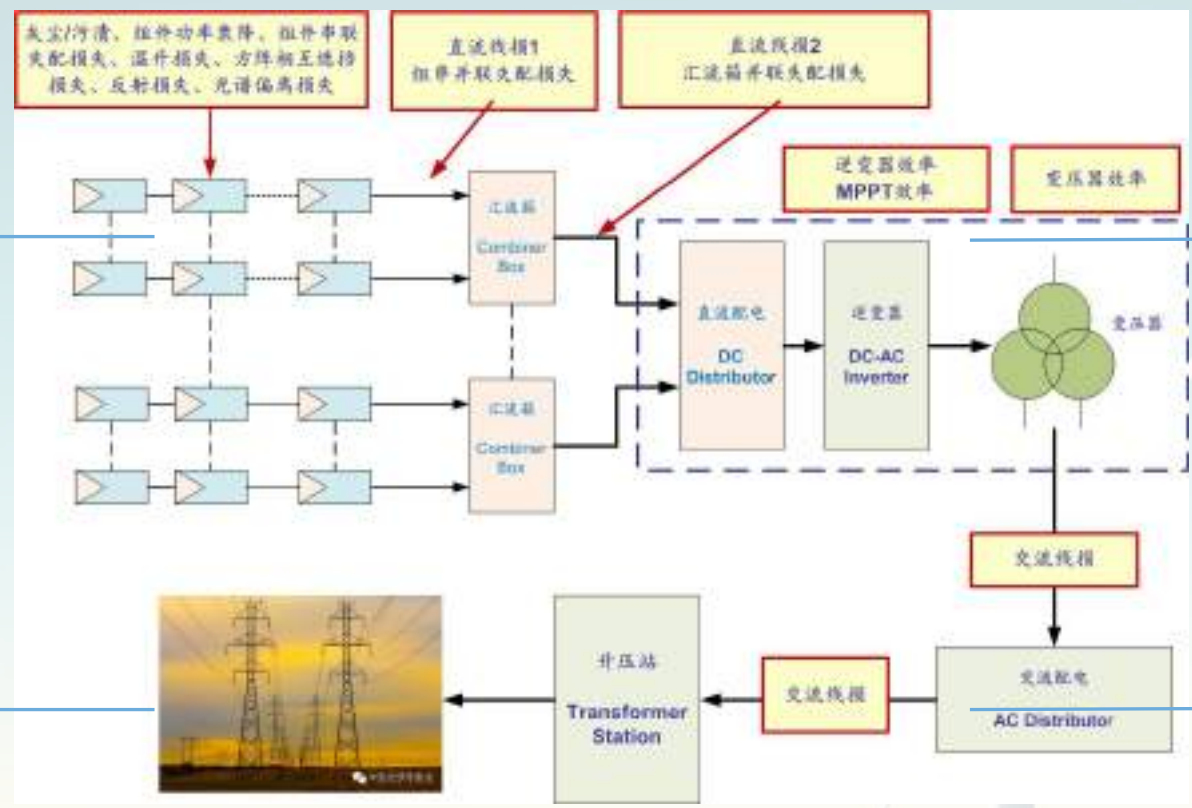 灰尘/污渍、组件功率衰降、组件串联
失配损失、温升损失、方阵相互遮挡
损失、反射损失、光谱偏离损失
直流线损1
组串并联失配损失
直流线损2
汇流箱并联失配损失
逆变器效率
MPPT效率
变压器效率
汇流箱
Combiner
Box
直流配电
DC
Distributor
逆变器
DC-AC
Inverter
变压器
汇流箱
Combiner
Box
交流线损
升压站
Transformer
Station
交流线损
交流配电
AC Distributor